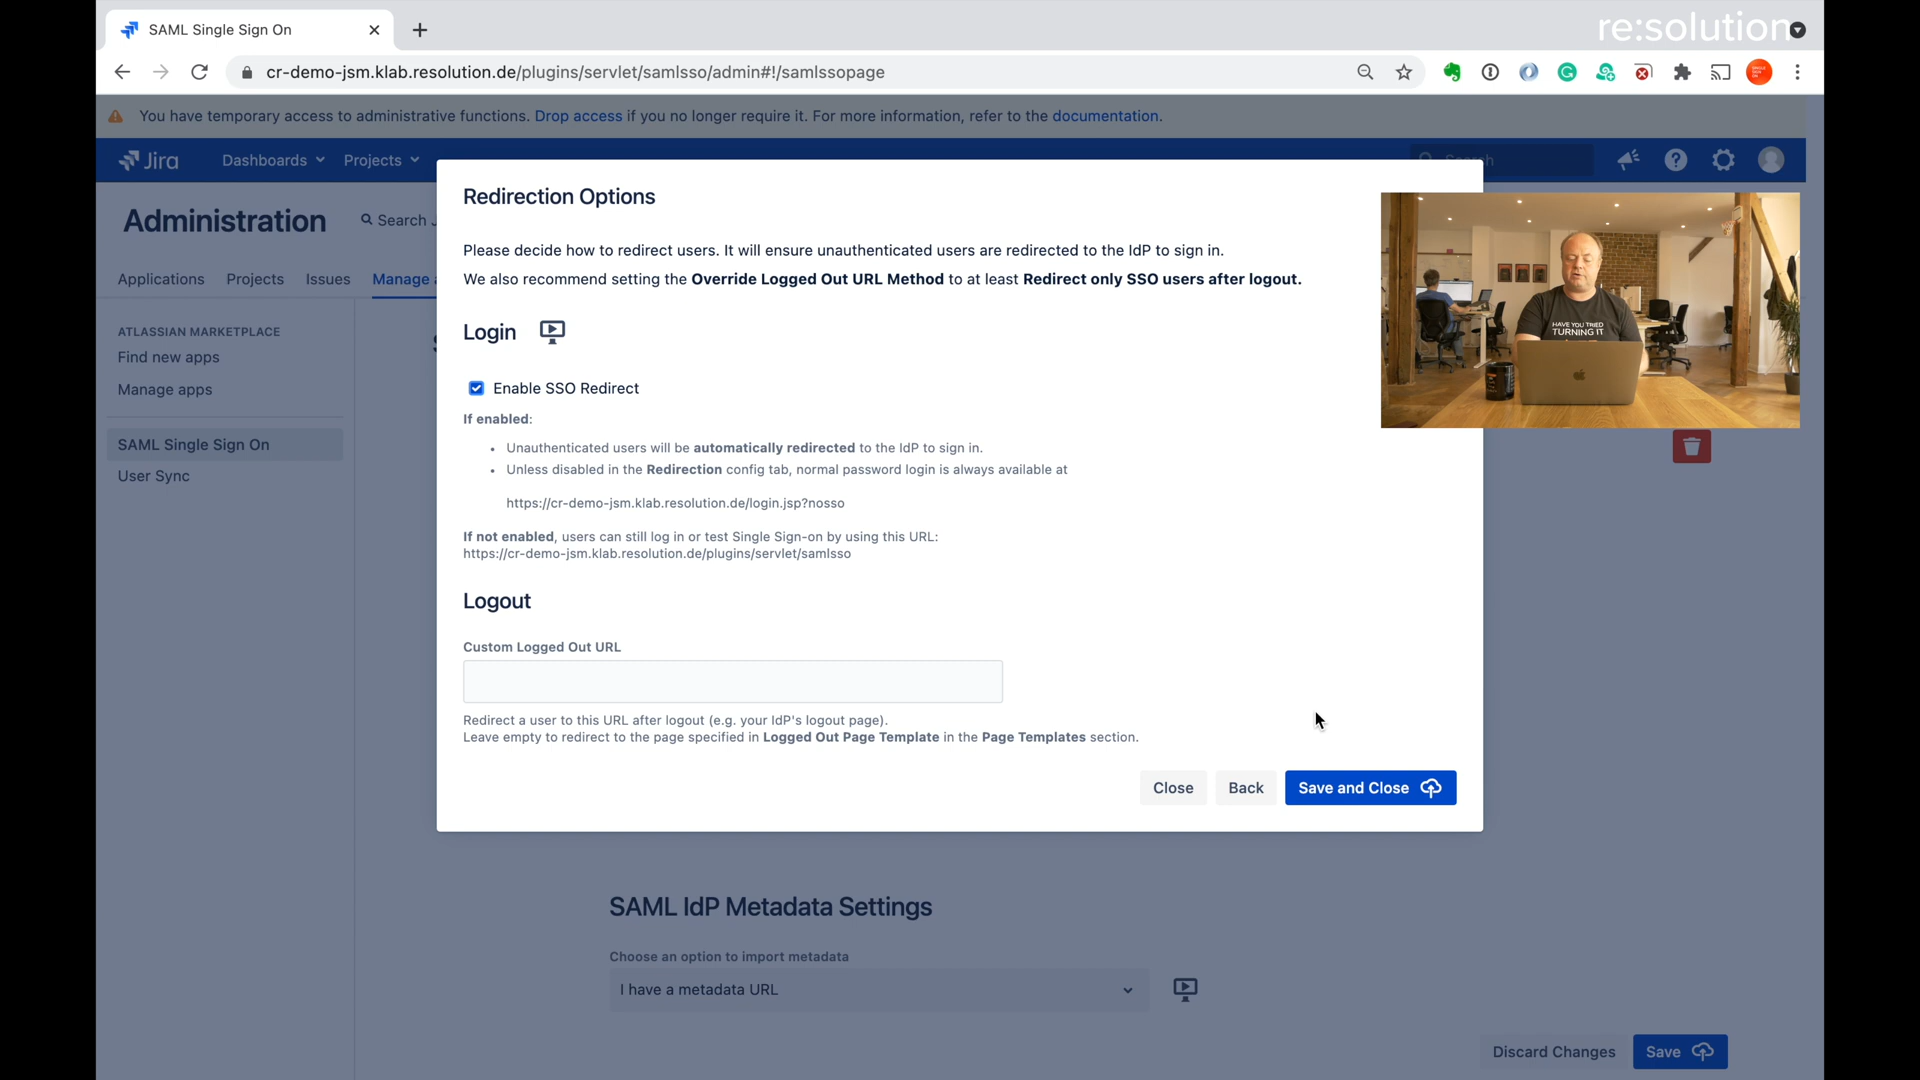 SAML Single Sign On
re:solution
cr-demo-jsm.klab.resolution.de/plugins/servlet/samlsso/admin#!/samlssopage
You have temporary access to administrative functions. Drop access if you no longer require it. For more information, refer to the documentation.
Jira
Dashboards
Projects
Search
Administration
Search J
Applications
Projects
Issues
Manage a
ATLASSIAN MARKETPLACE
Find new apps
Manage apps
SAML Single Sign On
User Sync
Redirection Options
Please decide how to redirect users. It will ensure unauthenticated users are redirected to the IdP to sign in.
We also recommend setting the Override Logged Out URL Method to at least Redirect only SSO users after logout.
Login
Enable SSO Redirect
If enabled:
Unauthenticated users will be automatically redirected to the IdP to sign in.
Unless disabled in the Redirection config tab, normal password login is always available at
https://cr-demo-jsm.klab.resolution.de/login.jsp?nosso
If not enabled, users can still log in or test Single Sign-on by using this URL:
https://cr-demo-jsm.klab.resolution.de/plugins/servlet/samlsso
Logout
Custom Logged Out URL
Redirect a user to this URL after logout (e.g. your IdP's logout page).
Leave empty to redirect to the page specified in Logged Out Page Template in the Page Templates section.
Close
Back
Save and Close
HAVE YOU TRIED
TURNING IT
SAML IdP Metadata Settings
Choose an option to import metadata
I have a metadata URL
Discard Changes
Save